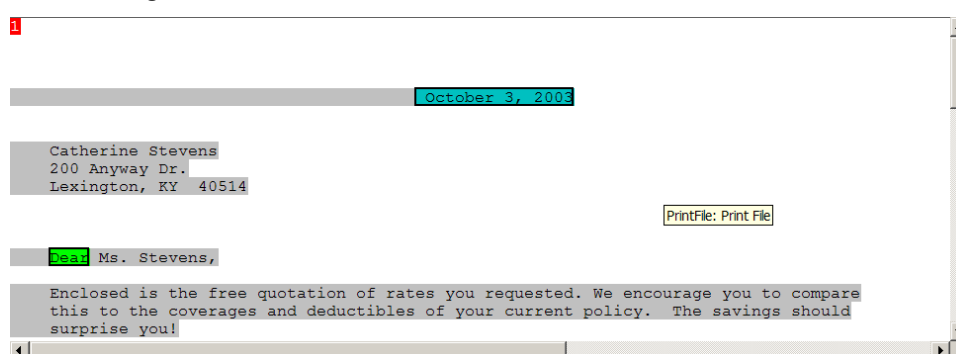 1
October 3, 2003
Catherine Stevens
200 Anyway Dr.
Lexington, KY  40514
PrintFile: Print File
Dear Ms. Stevens,
Enclosed is the free quotation of rates you requested. We encourage you to compare
this to the coverages and deductibles of your current policy.  The savings should
surprise you!